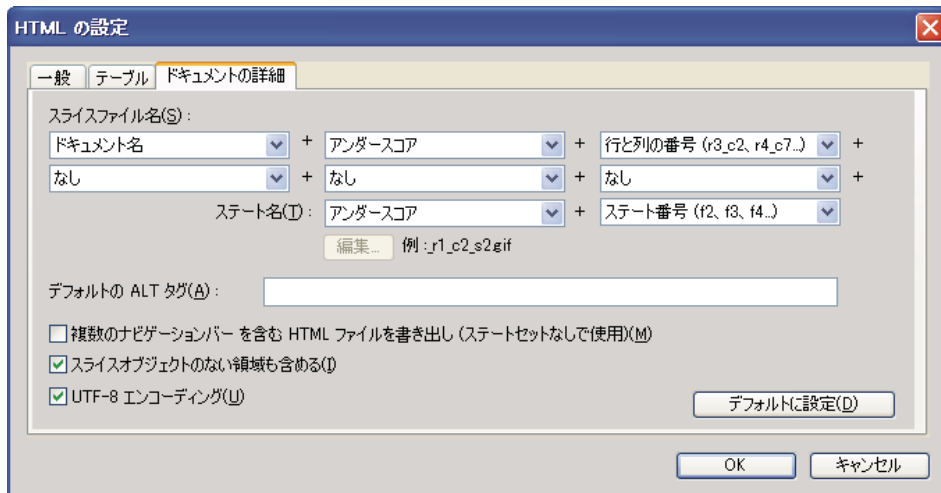 HTML の設定
一般 テーブル ドキュメントの詳細
スライスファイル名(S) :
ドキュメント名 + アンダースコア + 行と列の番号 (r3_c2、r4_c7...) +
なし + なし + なし +
ステート名(T) : アンダースコア + ステート番号 (f2、f3、f4...)
編集... 例 :_r1_c2_s2.gif
デフォルトの ALT タグ(A) :
複数のナビゲーションバー を含む HTML ファイルを書き出し (ステートセットなしで使用)(M)
スライスオブジェクトのない領域も含める(I)
UTF-8 エンコーディング(U)
デフォルトに設定(D)
OK キャンセル